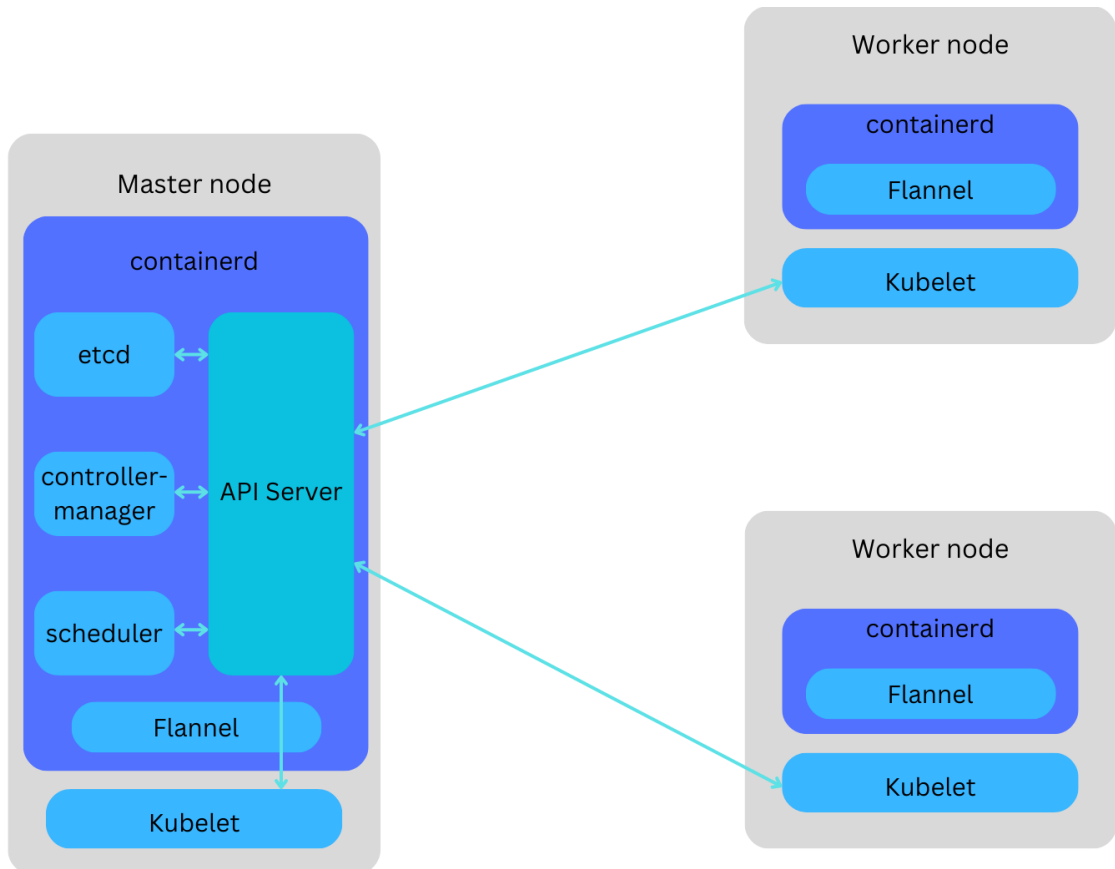 Master node
containerd
etcd
controller-
manager
scheduler
API Server
Flannel
Kubelet
Worker node
containerd
Flannel
Kubelet
Worker node
containerd
Flannel
Kubelet